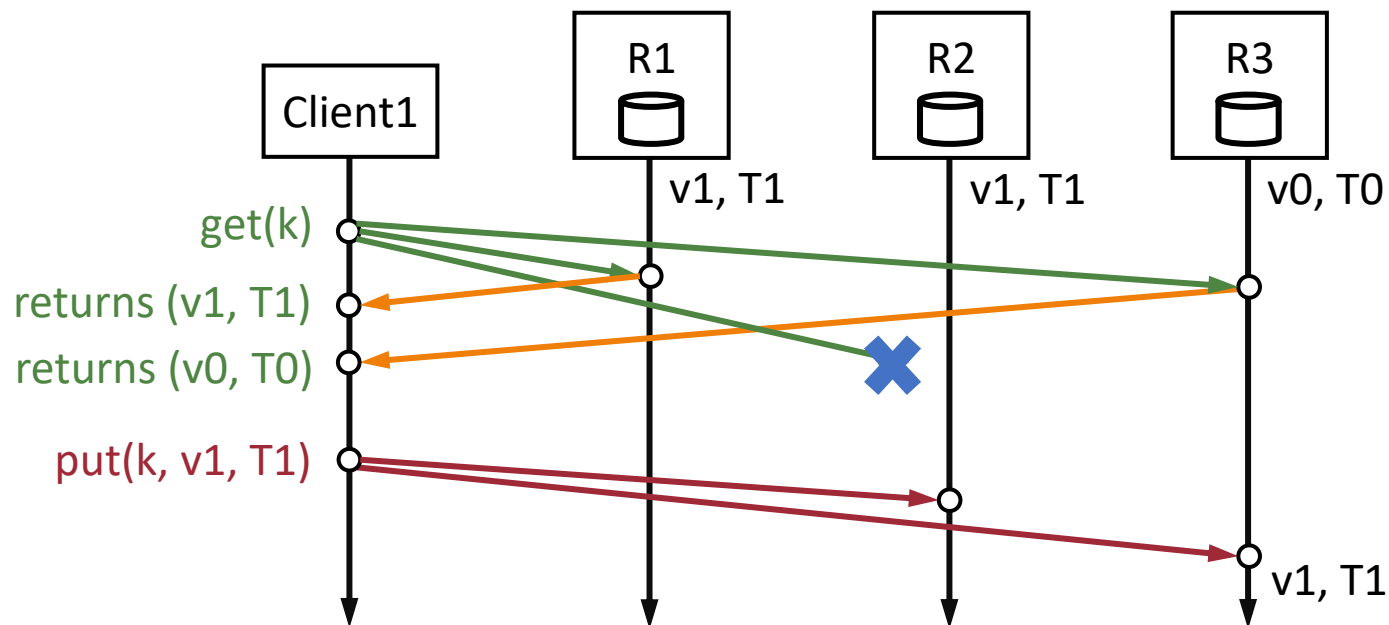 R1
R2
R3
Client1
v1, T1
v1, T1
v0, T0
get(k)
returns (v1, T1)
returns (v0, T0)
put(k, v1, T1)
v1, T1